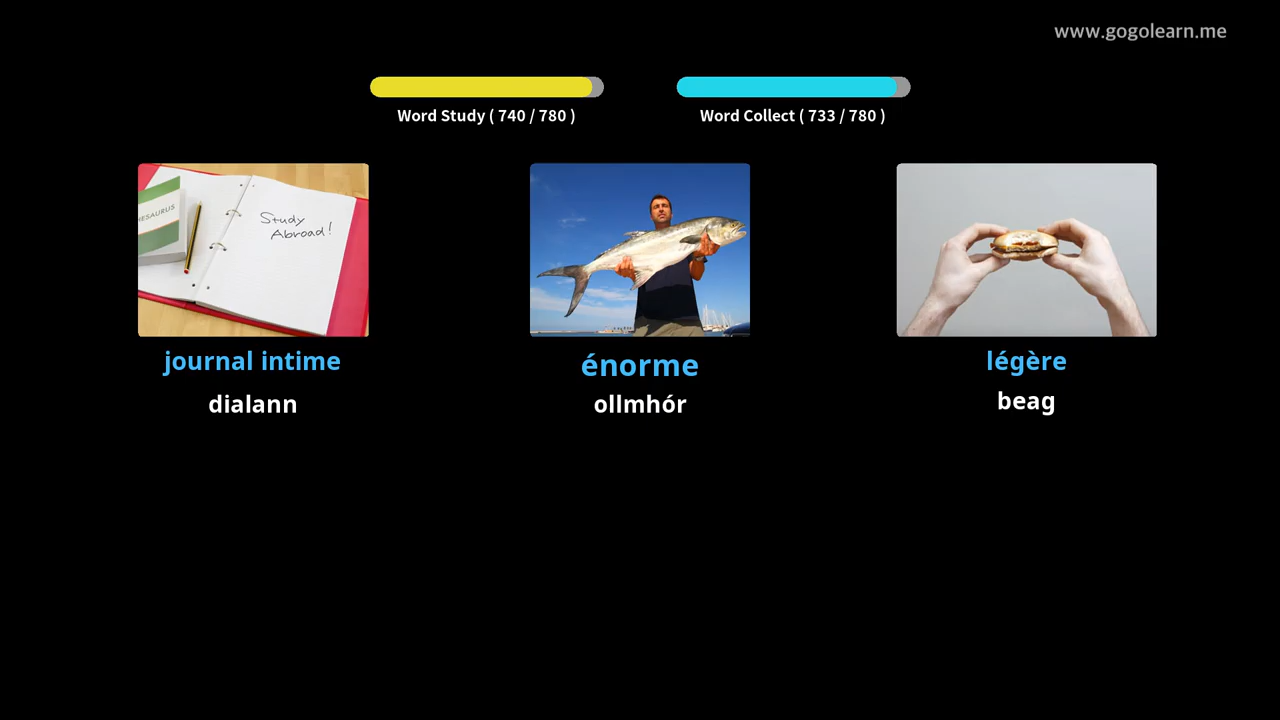 www.gogolearn.me
Word Study ( 740 / 780 )
Word Collect ( 733 / 780 )
HESAURUS
Study
Abroad!
journal intime
énorme
légère
dialann
ollmhór
beag